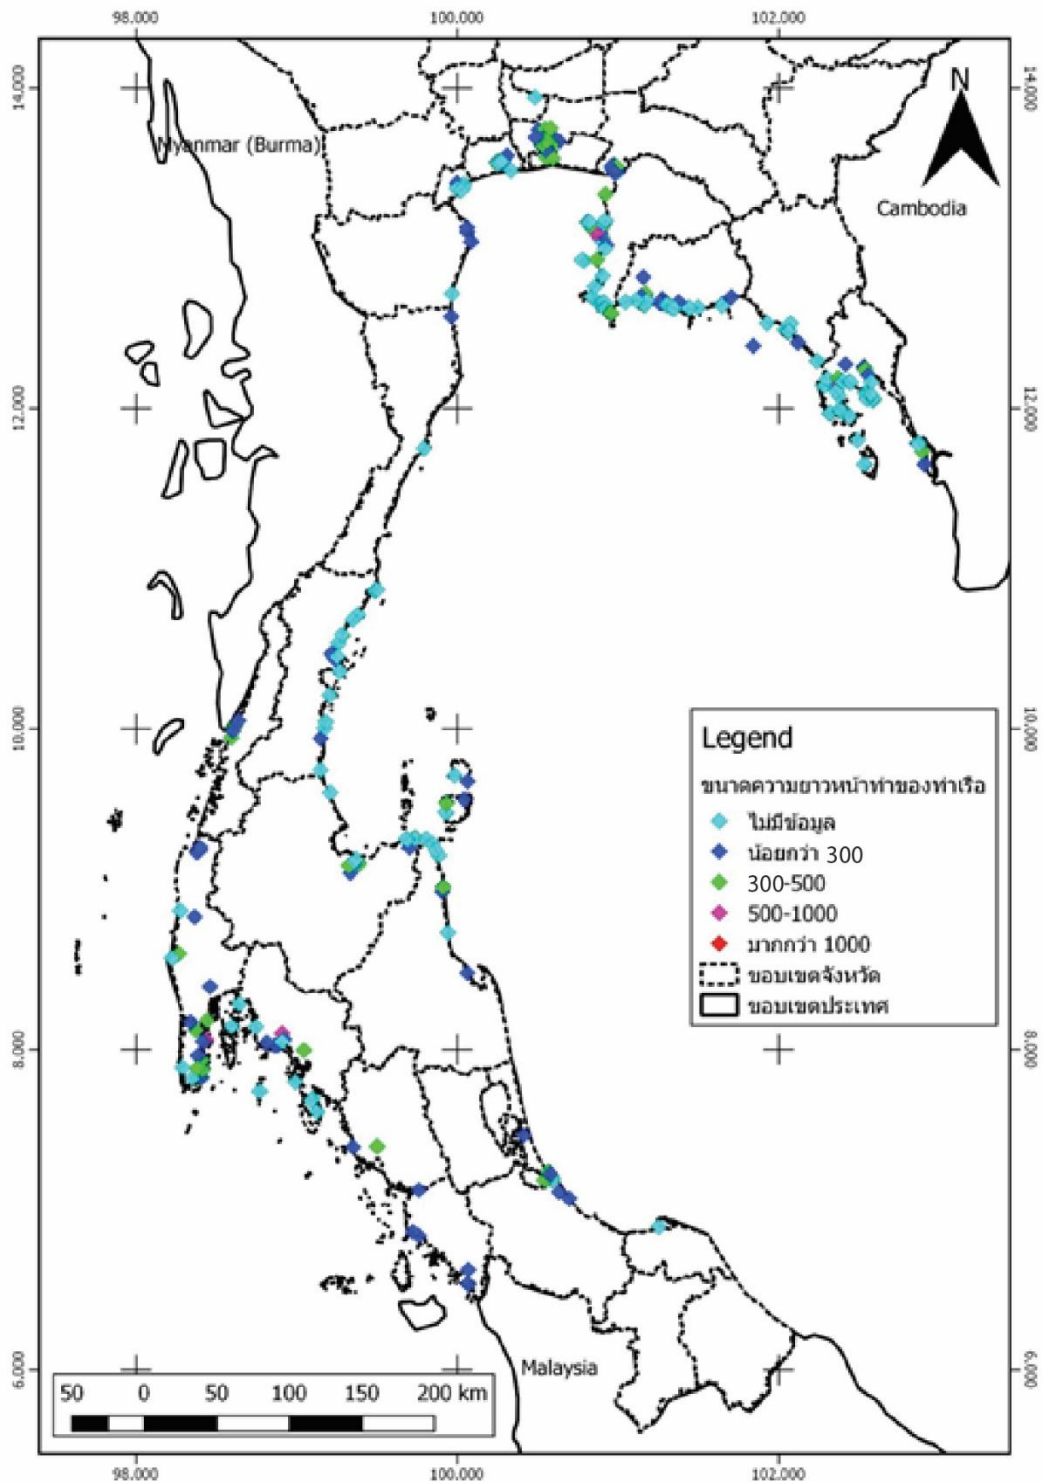 98.000 100.000 102.000
14.000 14.000
N
Myanmar (Burma)
Cambodia
12.000 12.000
10.000 10.000
Legend
ขนาดความยาวหน้าท่าของท่าเรือ
ไม่มีข้อมูล
น้อยกว่า 300
300-500
500-1000
มากกว่า 1000
ขอบเขตจังหวัด
ขอบเขตประเทศ
8.000 8.000
Malaysia
6.000 6.000
50 0 50 100 150 200 km
98.000 100.000 102.000